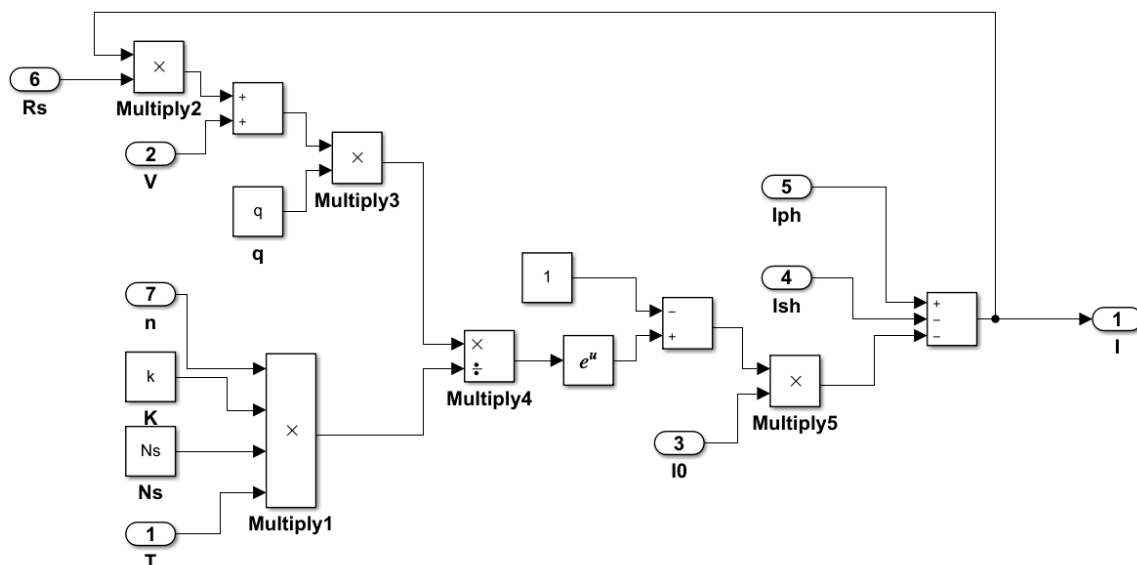 ×
6
Rs
Multiply2
+
+
2
V
×
Multiply3
q
q
7
n
k
K
Ns
Ns
1
T
×
Multiply1
×
÷
Multiply4
1
e^u
−
+
×
Multiply5
3
I0
5
Iph
4
Ish
+
−
−
1
I